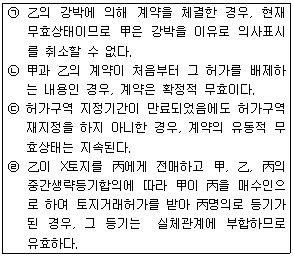 ㉠ 乙의 강박에 의해 계약을 체결한 경우, 현재
무효상태이므로 甲은 강박을 이유로 의사표시
를 취소할 수 없다.
㉡ 甲과 乙의 계약이 처음부터 그 허가를 배제하
는 내용인 경우, 계약은 확정적 무효이다.
㉢ 허가구역 지정기간이 만료되었음에도 허가구역
재지정을 하지 아니한 경우, 계약의 유동적 무
효상태는 지속된다.
㉣ 乙이 X토지를 丙에게 전매하고 甲, 乙, 丙의
중간생략등기합의에 따라 甲이 丙을 매수인으
로 하여 토지거래허가를 받아 丙명의로 등기가
된 경우, 그 등기는 실체관계에 부합하므로
유효하다.